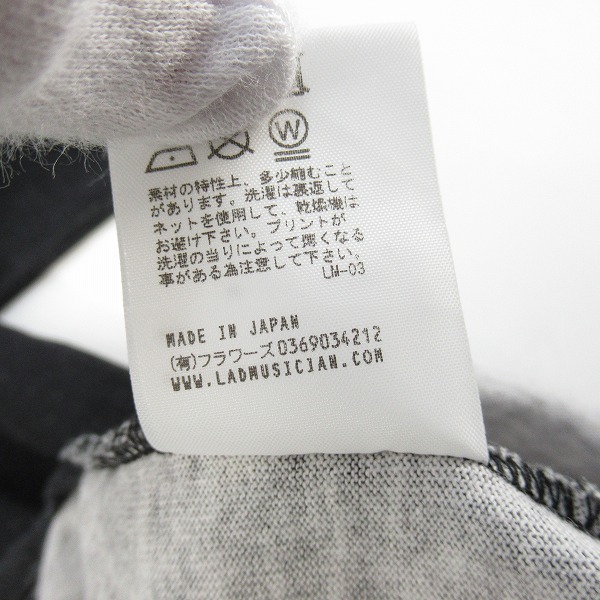 W
素材の特性上、多少縮むこと
があります。洗濯は裏返して
ネットを使用して、乾燥機は
お避け下さい。プリントが
洗濯の当りによって薄くなる
事がある為注意して下さい。
LM-03
MADE IN JAPAN
(有)フラワーズ0369034212
WWW.LADMUSICIAN.COM